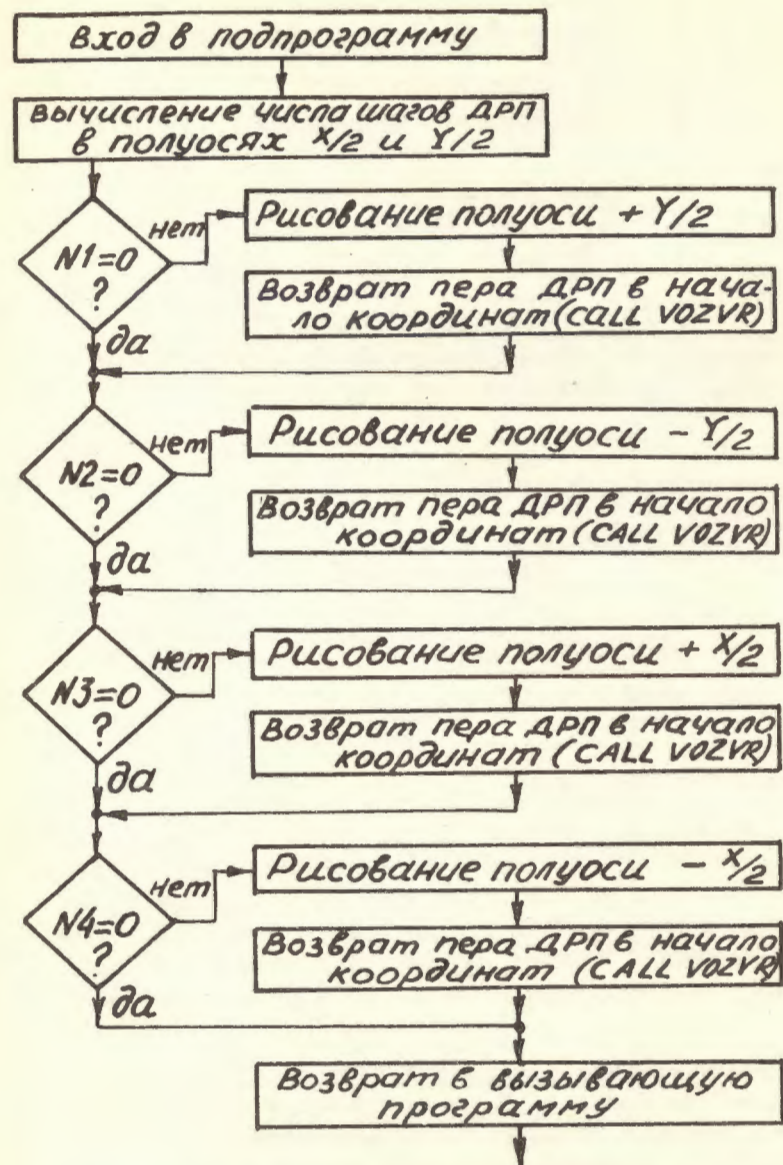 Вход в подпрограмму
Вычисление числа шагов ДРП
в полуосях X/2 и Y/2
N1=0
?
нет
Рисование полуоси + Y/2
Возврат пера ДРП в нача-
ло координат (CALL VOZVR)
да
N2=0
?
нет
Рисование полуоси - Y/2
Возврат пера ДРП в начало
координат (CALL VOZVR)
да
N3=0
?
нет
Рисование полуоси + X/2
Возврат пера ДРП в начало
координат (CALL VOZVR)
да
N4=0
?
нет
Рисование полуоси - X/2
Возврат пера ДРП в начало
координат (CALL VOZVR)
да
Возврат в вызывающую
программу